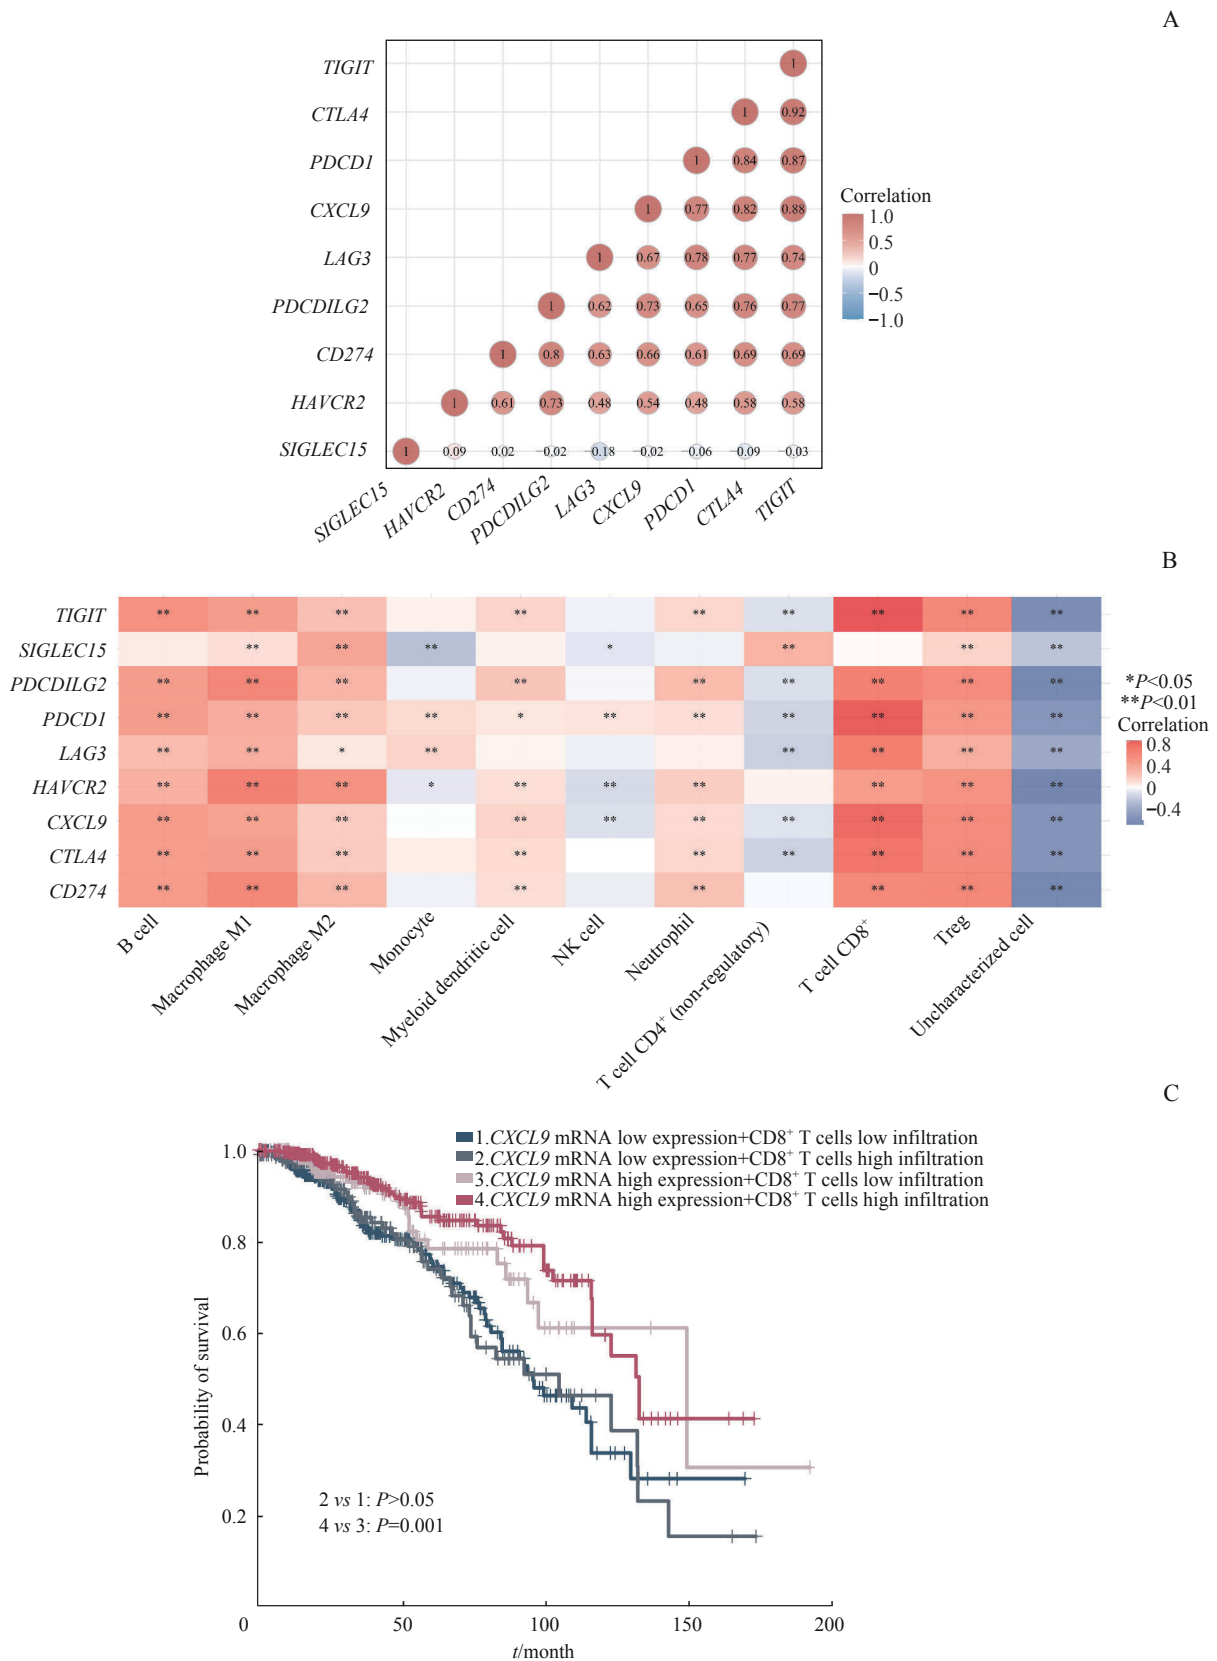 A
TIGIT 1
CTLA4 1 0.92
PDCD1 1 0.84 0.87
CXCL9 1 0.77 0.82 0.88
LAG3 1 0.67 0.78 0.77 0.74
PDCDILG2 1 0.62 0.73 0.65 0.76 0.77
CD274 1 0.8 0.63 0.66 0.61 0.69 0.69
HAVCR2 1 0.61 0.73 0.48 0.54 0.48 0.58 0.58
SIGLEC15 1 0.09 0.02 −0.02 −0.18 −0.02 −0.06 −0.09 −0.03
SIGLEC15 HAVCR2 CD274 PDCDILG2 LAG3 CXCL9 PDCD1 CTLA4 TIGIT
Correlation
1.0
0.5
0
−0.5
−1.0
B
TIGIT ** ** ** ** ** ** ** ** **
SIGLEC15 ** ** ** * ** ** **
PDCDILG2 ** ** ** ** ** ** ** ** **
PDCD1 ** ** ** ** * ** ** ** ** ** **
LAG3 ** ** * ** ** ** ** **
HAVCR2 ** ** ** * ** ** ** ** ** **
CXCL9 ** ** ** ** ** ** ** ** ** **
CTLA4 ** ** ** ** ** ** ** ** **
CD274 ** ** ** ** ** ** ** **
B cell
Macrophage M1
Macrophage M2
Monocyte
Myeloid dendritic cell
NK cell
Neutrophil
T cell CD4⁺ (non-regulatory)
T cell CD8⁺
Treg
Uncharacterized cell
*P<0.05
**P<0.01
Correlation
0.8
0.4
0
−0.4
C
1.CXCL9 mRNA low expression+CD8⁺ T cells low infiltration
2.CXCL9 mRNA low expression+CD8⁺ T cells high infiltration
3.CXCL9 mRNA high expression+CD8⁺ T cells low infiltration
4.CXCL9 mRNA high expression+CD8⁺ T cells high infiltration
Probability of survival
1.0
0.8
0.6
0.4
0.2
2 vs 1: P>0.05
4 vs 3: P=0.001
0 50 100 150 200
t/month